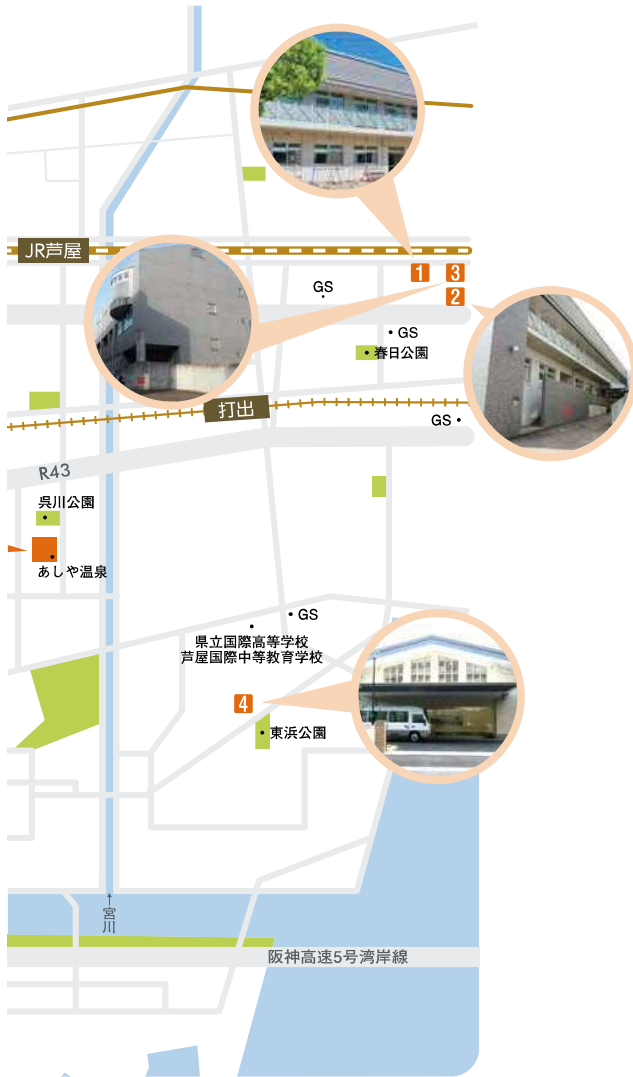 JR芦屋
1
3
2
GS
GS
春日公園
打出
GS
R43
呉川公園
あしや温泉
GS
県立国際高等学校
芦屋国際中等教育学校
4
東浜公園
↑宮川
阪神高速5号湾岸線